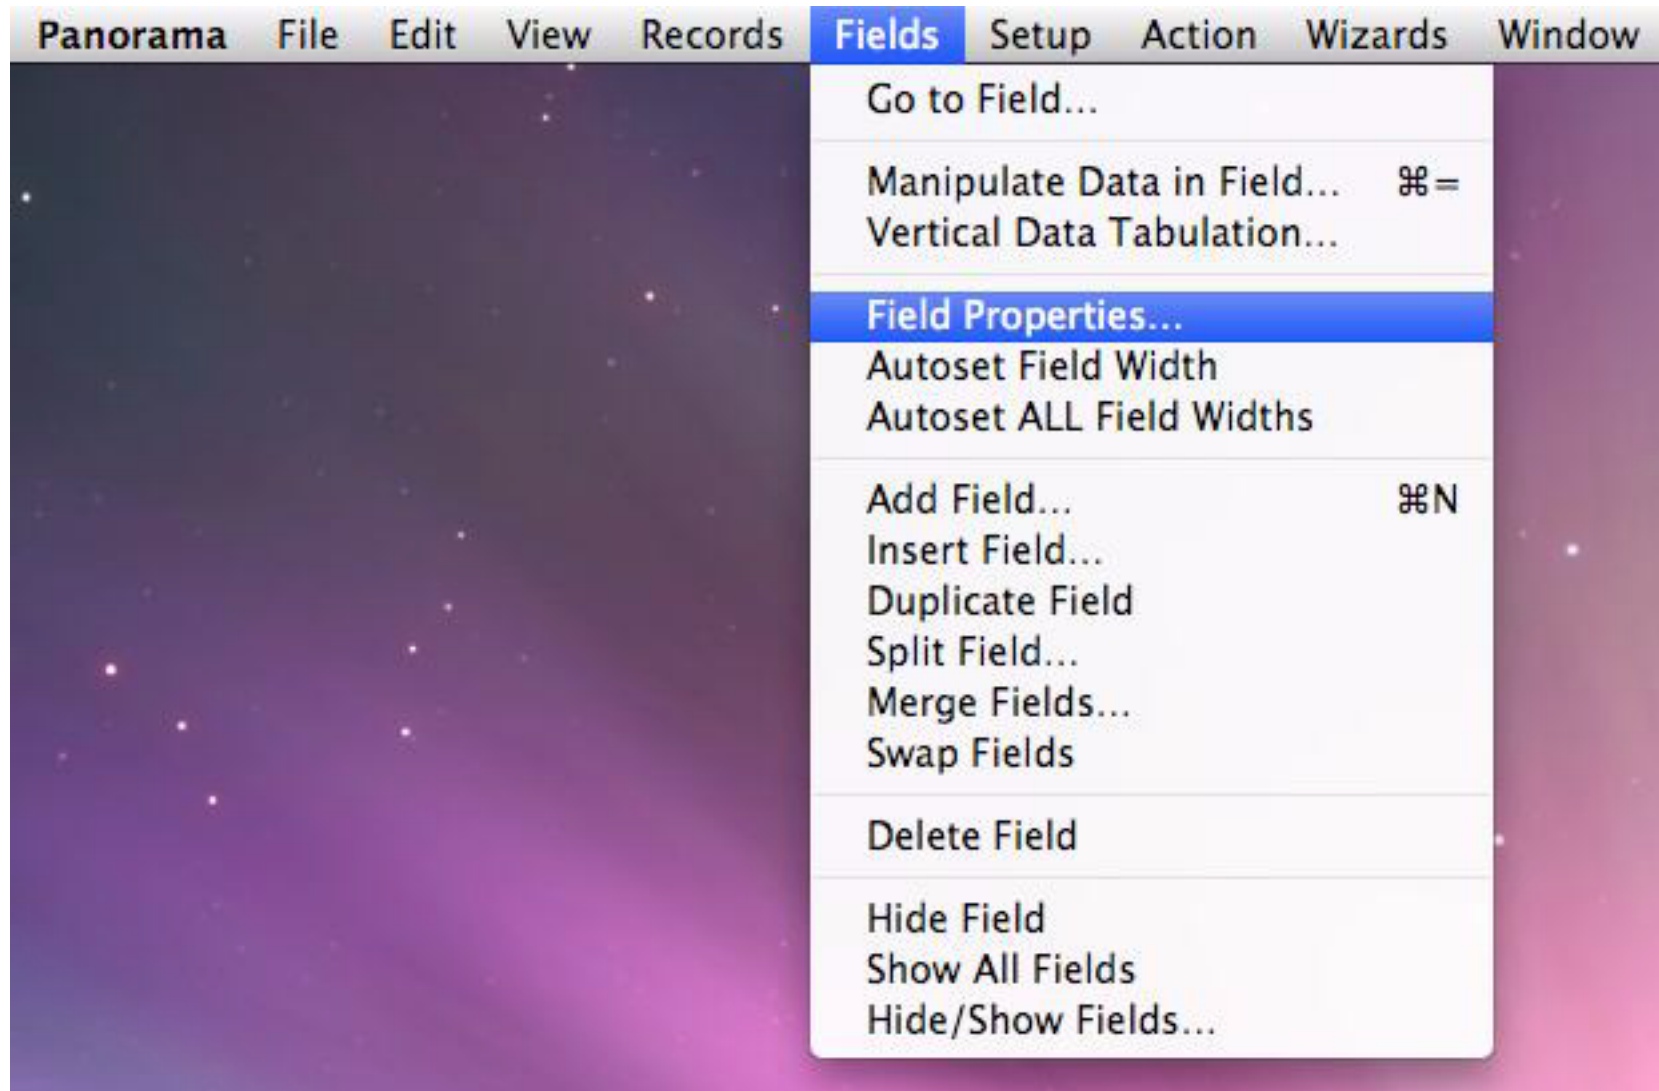 Panorama File Edit View Records Fields Setup Action Wizards Window
Go to Field...
Manipulate Data in Field... ⌘=
Vertical Data Tabulation...
Field Properties...
Autoset Field Width
Autoset ALL Field Widths
Add Field... ⌘N
Insert Field...
Duplicate Field
Split Field...
Merge Fields...
Swap Fields
Delete Field
Hide Field
Show All Fields
Hide/Show Fields...